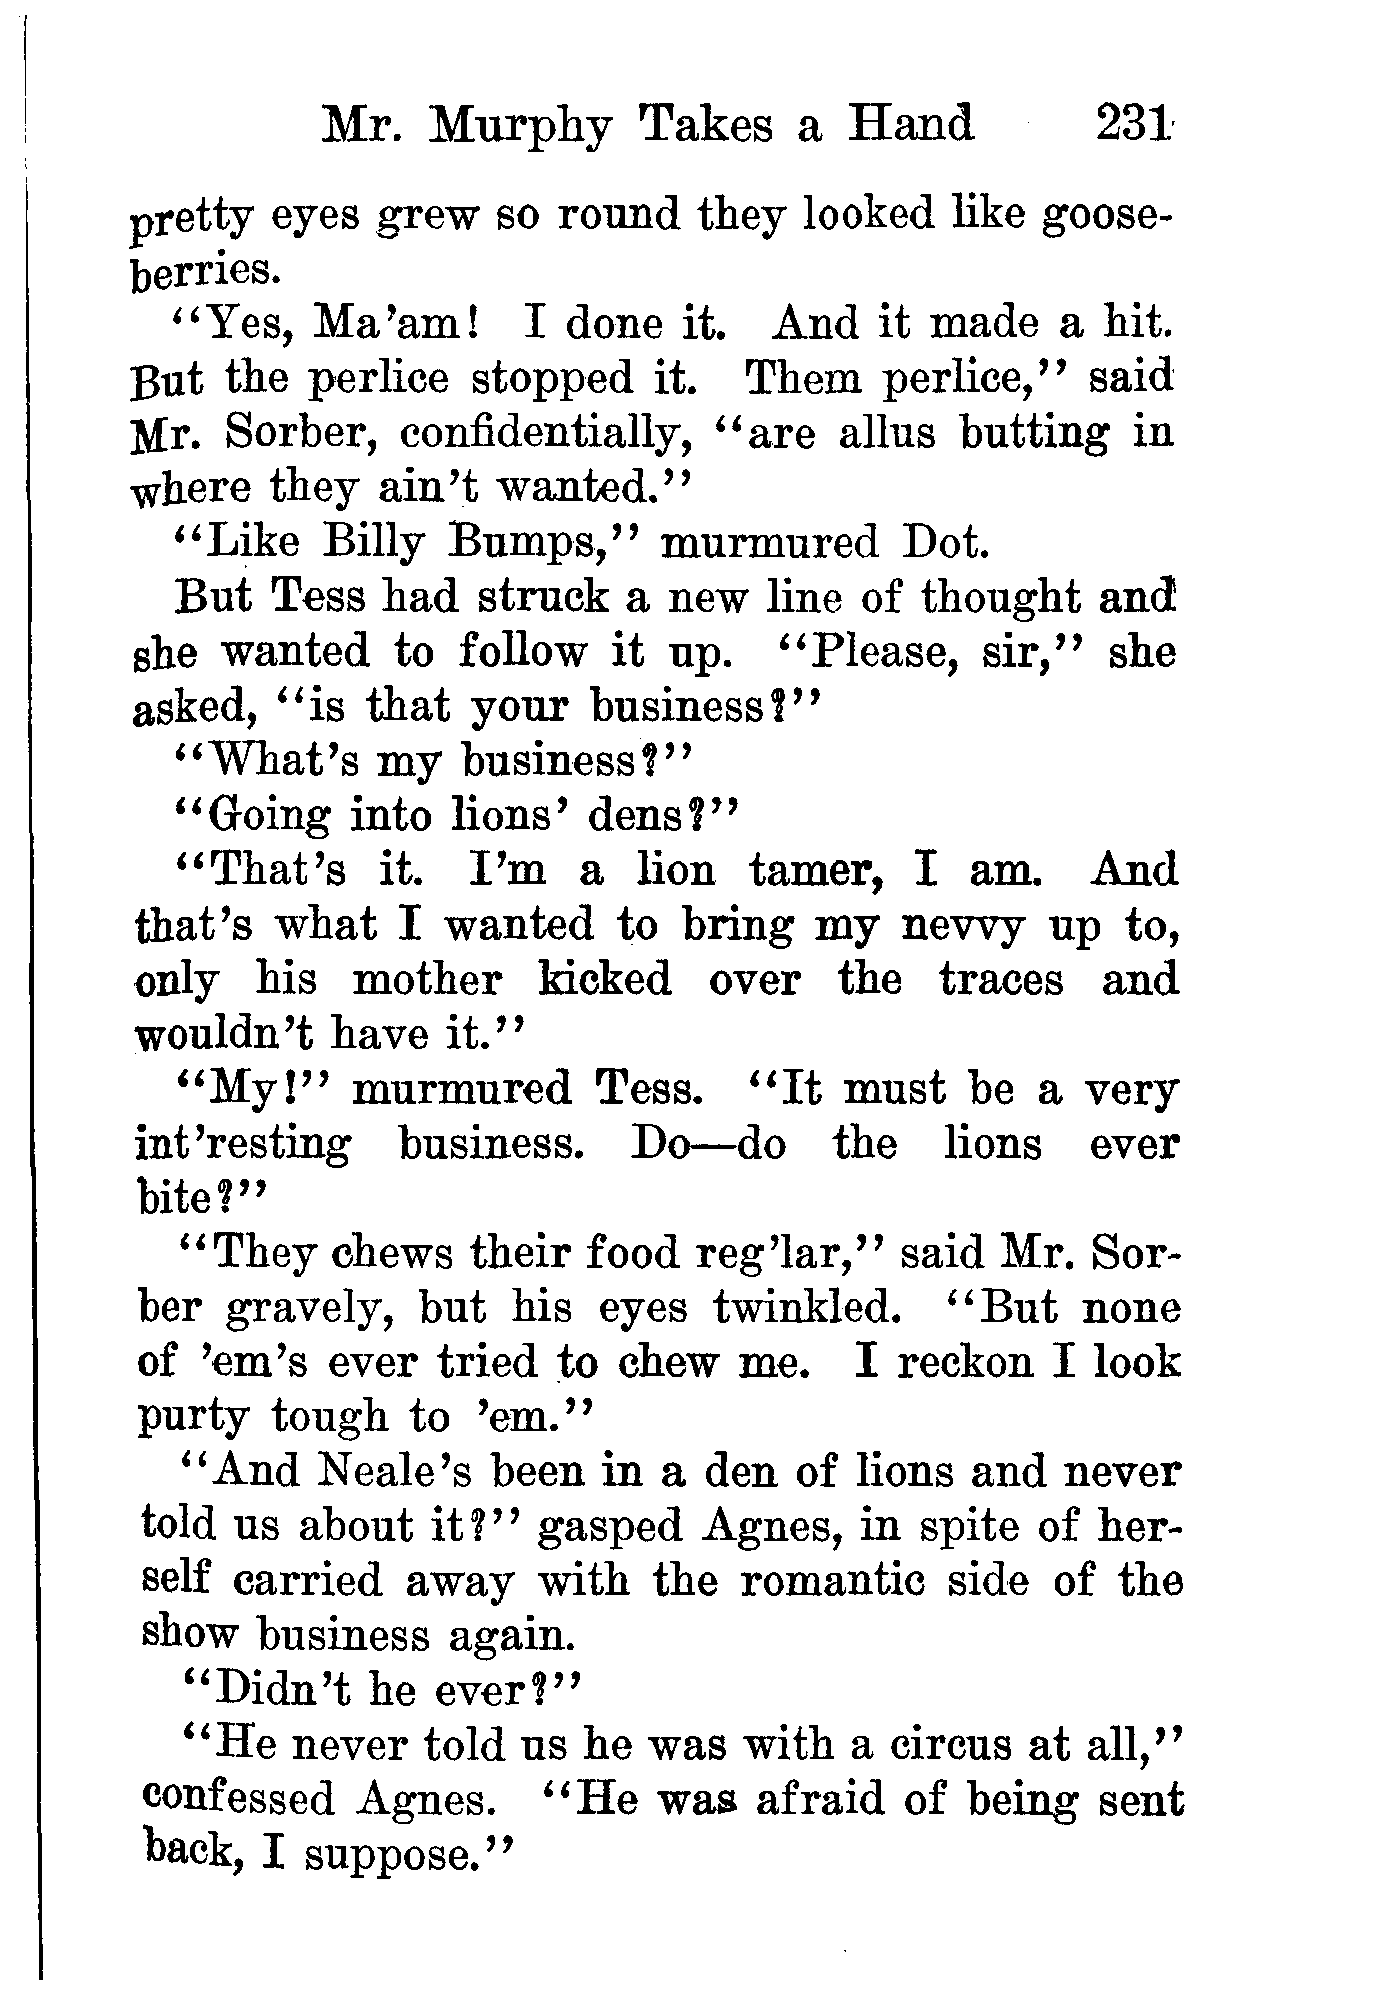 Mr. Murphy Takes a Hand 231
pretty eyes grew so round they looked like goose-
berries.
"Yes, Ma'am! I done it. And it made a hit.
But the perlice stopped it. Them perlice," said
Mr. Sorber, confidentially, "are allus butting in
where they ain't wanted."
"Like Billy Bumps," murmured Dot.
But Tess had struck a new line of thought and
she wanted to follow it up. "Please, sir," she
asked, "is that your business?"
"What's my business?"
"Going into lions' dens?"
"That's it. I'm a lion tamer, I am. And
that's what I wanted to bring my nevvy up to,
only his mother kicked over the traces and
wouldn't have it."
"My!" murmured Tess. "It must be a very
int'resting business. Do—do the lions ever
bite?"
"They chews their food reg'lar," said Mr. Sor-
ber gravely, but his eyes twinkled. "But none
of 'em's ever tried to chew me. I reckon I look
purty tough to 'em."
"And Neale's been in a den of lions and never
told us about it?" gasped Agnes, in spite of her-
self carried away with the romantic side of the
show business again.
"Didn't he ever?"
"He never told us he was with a circus at all,"
confessed Agnes. "He was afraid of being sent
back, I suppose."